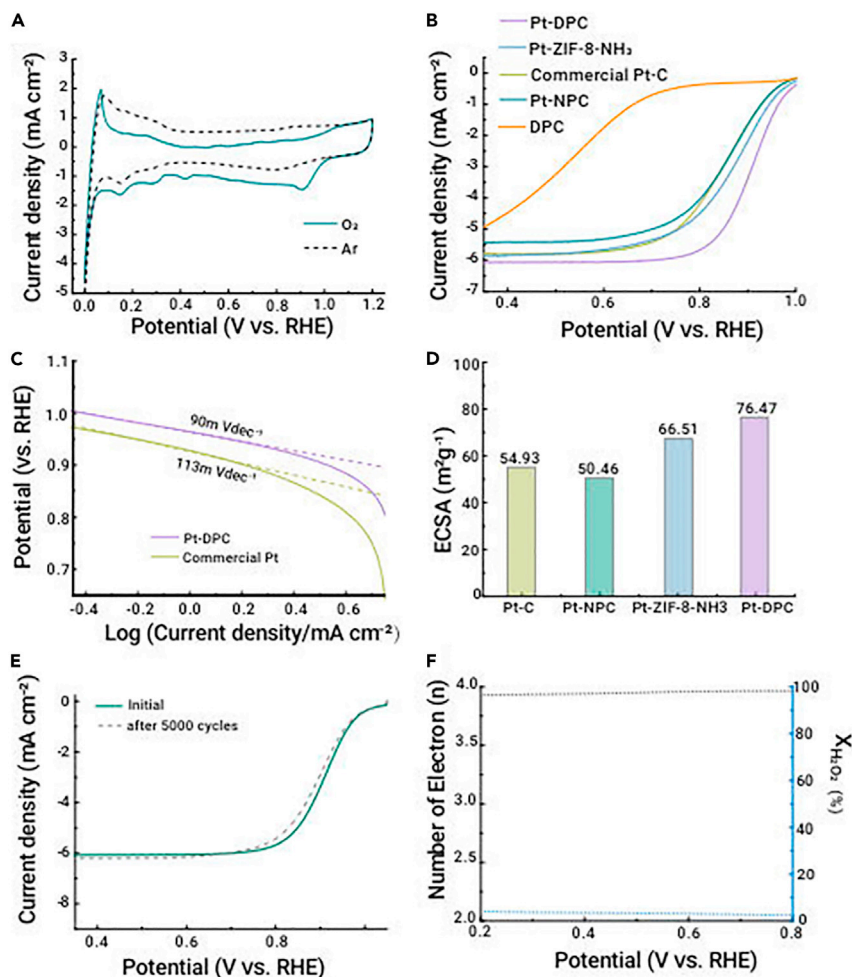 A
Current density (mA cm⁻²)
3
2
1
0
-1
-2
-3
-4
-5
O₂
Ar
0.0 0.2 0.4 0.6 0.8 1.0 1.2
Potential (V vs. RHE)
B
Pt-DPC
Pt-ZIF-8-NH₃
Commercial Pt-C
Pt-NPC
DPC
Current density (mA cm⁻²)
0
-1
-2
-3
-4
-5
-6
-7
0.4 0.6 0.8 1.0
Potential (V vs. RHE)
C
Potential (vs. RHE)
1.1
1.0
0.9
0.8
0.7
90m Vdec⁻¹
113m Vdec⁻¹
Pt-DPC
Commercial Pt
-0.4 -0.2 0.0 0.2 0.4 0.6
Log (Current density/mA cm⁻²)
D
ECSA (m²g⁻¹)
100
80
60
40
20
0
54.93
50.46
66.51
76.47
Pt-C Pt-NPC Pt-ZIF-8-NH3 Pt-DPC
E
Current density (mA cm⁻²)
0
-2
-4
-6
-8
Initial
after 5000 cycles
0.4 0.6 0.8
Potential (V vs. RHE)
F
Number of Electron (n)
4.0
3.75
3.5
3.0
2.75
2.5
2.25
2.0
100
80
60
40
20
0
X H₂O₂ (%)
0.2 0.4 0.6 0.8
Potential (V vs. RHE)